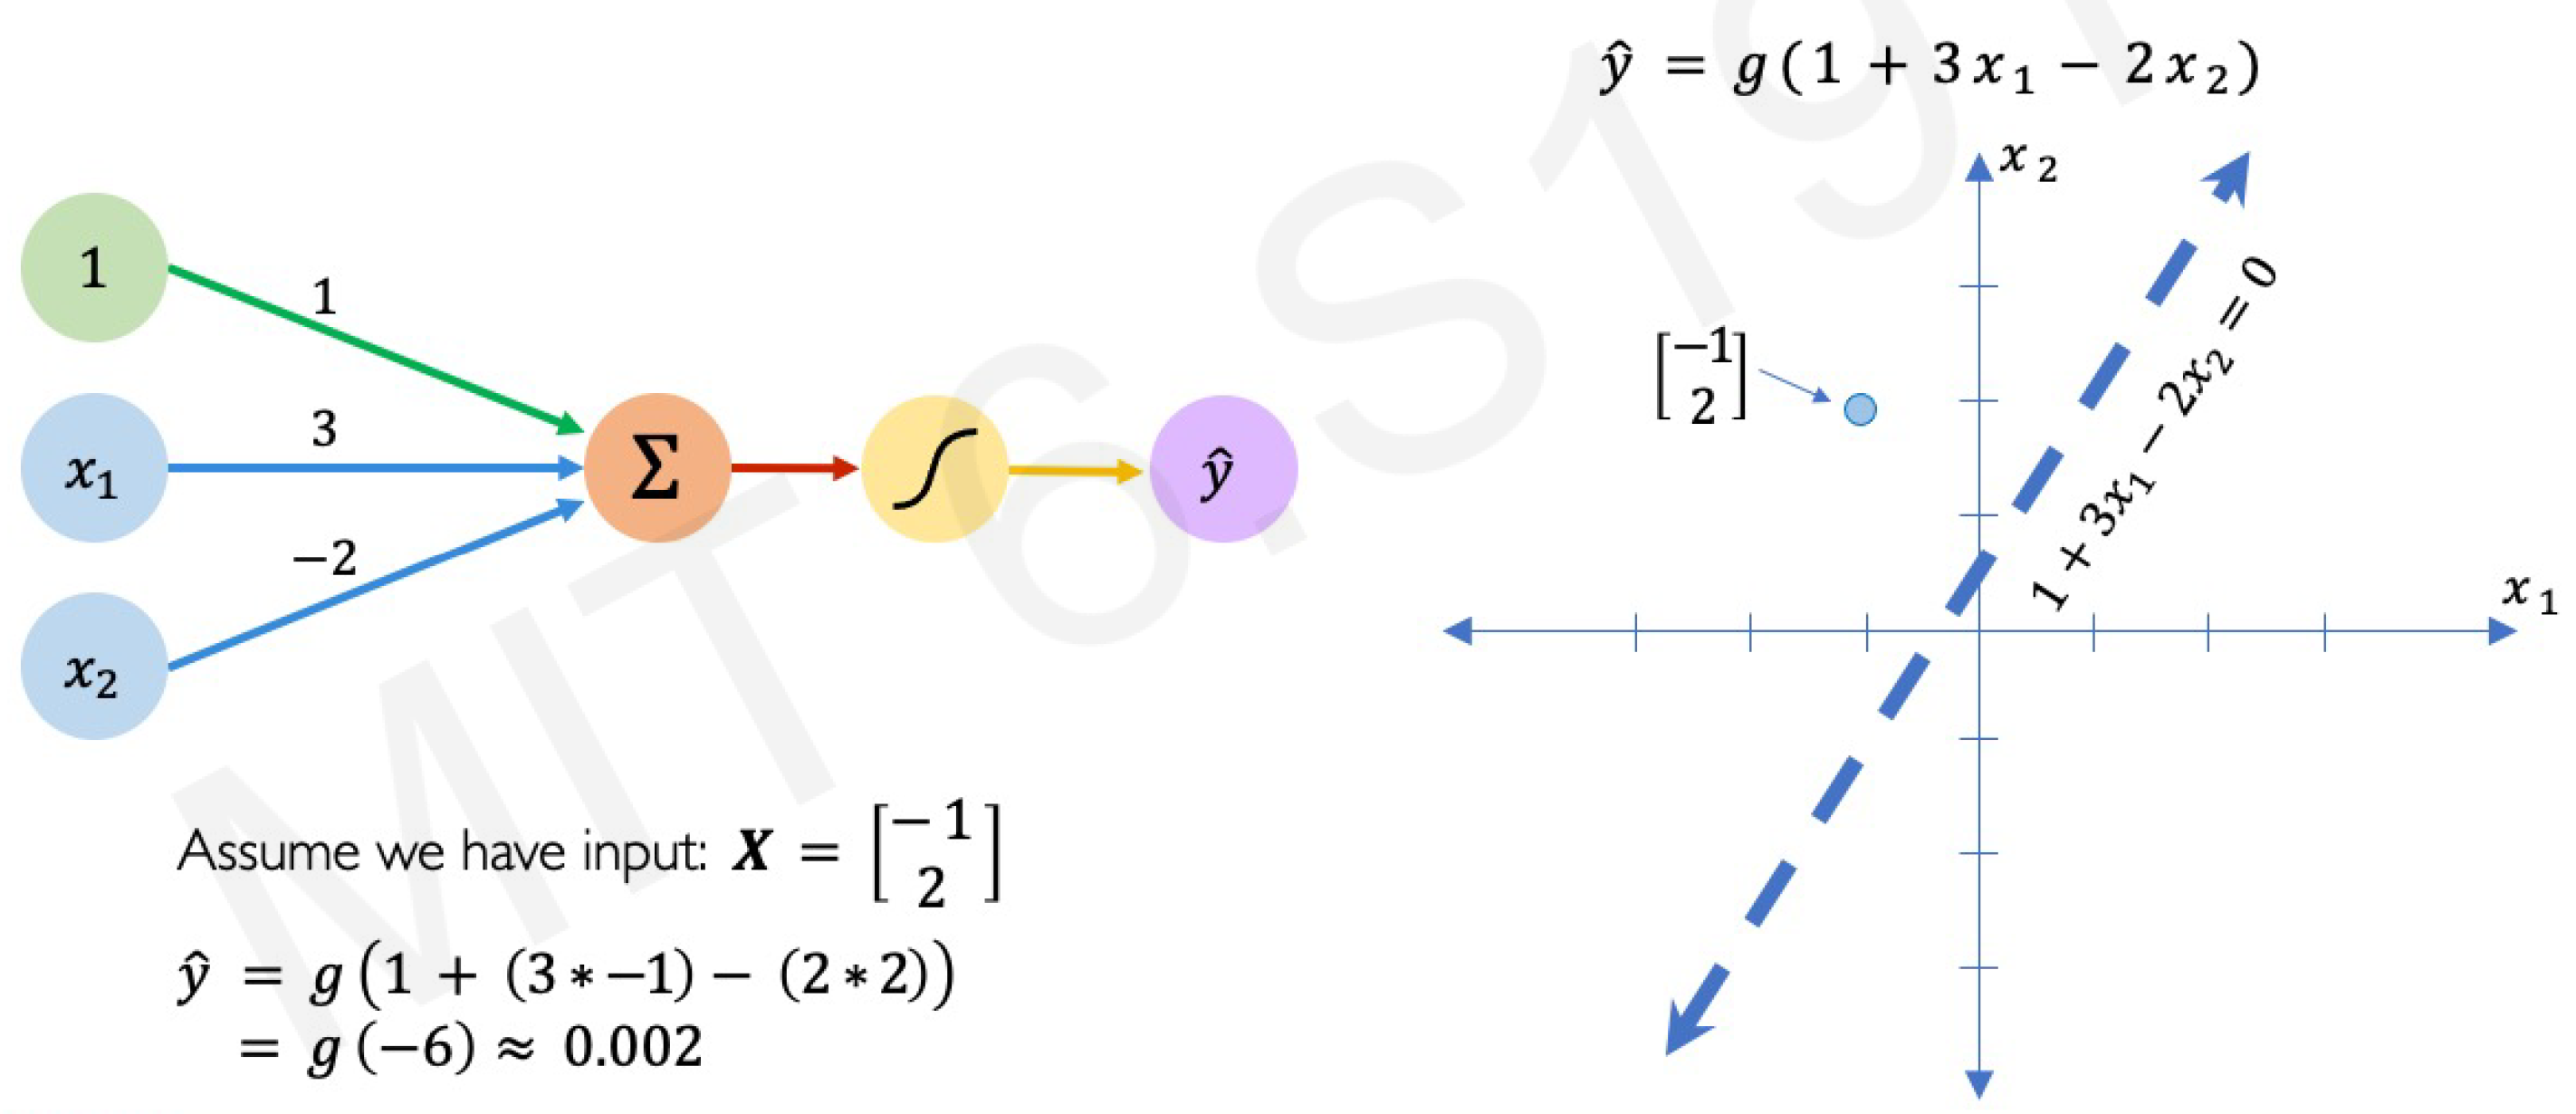 ŷ = g(1 + 3x₁ − 2x₂)
1
x₁
x₂
1
3
−2
Σ
∫
ŷ
Assume we have input: X = [−1
2]
ŷ = g(1 + (3 * −1) − (2 * 2))
= g(−6) ≈ 0.002
x₂
[−1
2]
1 + 3x₁ − 2x₂ = 0
x₁
MIT 6.S191